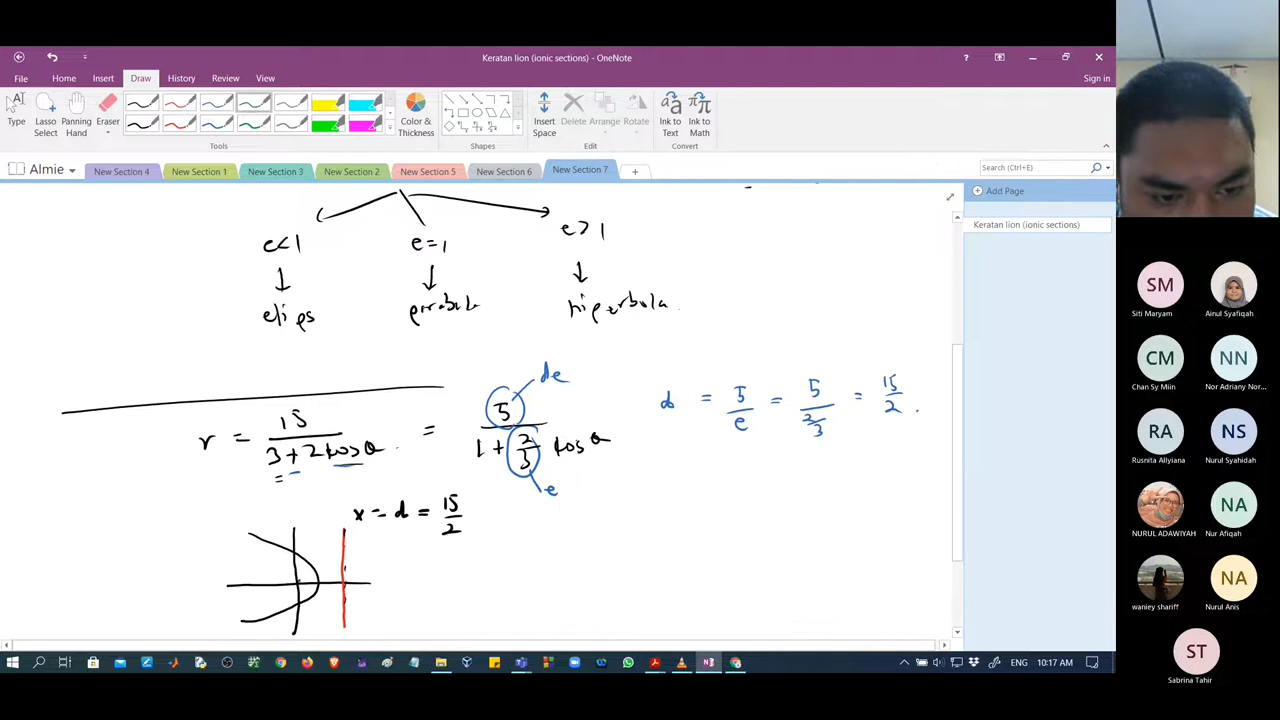 Keratan lion (ionic sections) - OneNote
File Home Insert Draw History Review View
Sign in
Type
Lasso Select
Panning Hand
Eraser
Color & Thickness
Insert Space
Delete
Arrange
Rotate
Ink to Text
Ink to Math
Tools
Shapes
Edit
Convert
Almie
New Section 4
New Section 1
New Section 3
New Section 2
New Section 5
New Section 6
New Section 7
Search (Ctrl+E)
Add Page
Keratan lion (ionic sections)
e<1 e=1 e>1
elips parabola hiperbola
r = 15/(3+2cosθ) = 5/(1+2/3 cosθ)
de
e
d = 5/e = 5/(2/3) = 15/2.
x = d = 15/2
SM
Siti Maryam
Ainul Syafiqah
CM
Chan Sy Miin
NN
Nor Adriany Nor...
RA
Rusnita Allyiana
NS
Nurul Syahidah
NURUL ADAWIYAH
NA
Nur Afiqah
waniey shariff
NA
Nurul Anis
ST
Sabrina Tahir
ENG 10:17 AM